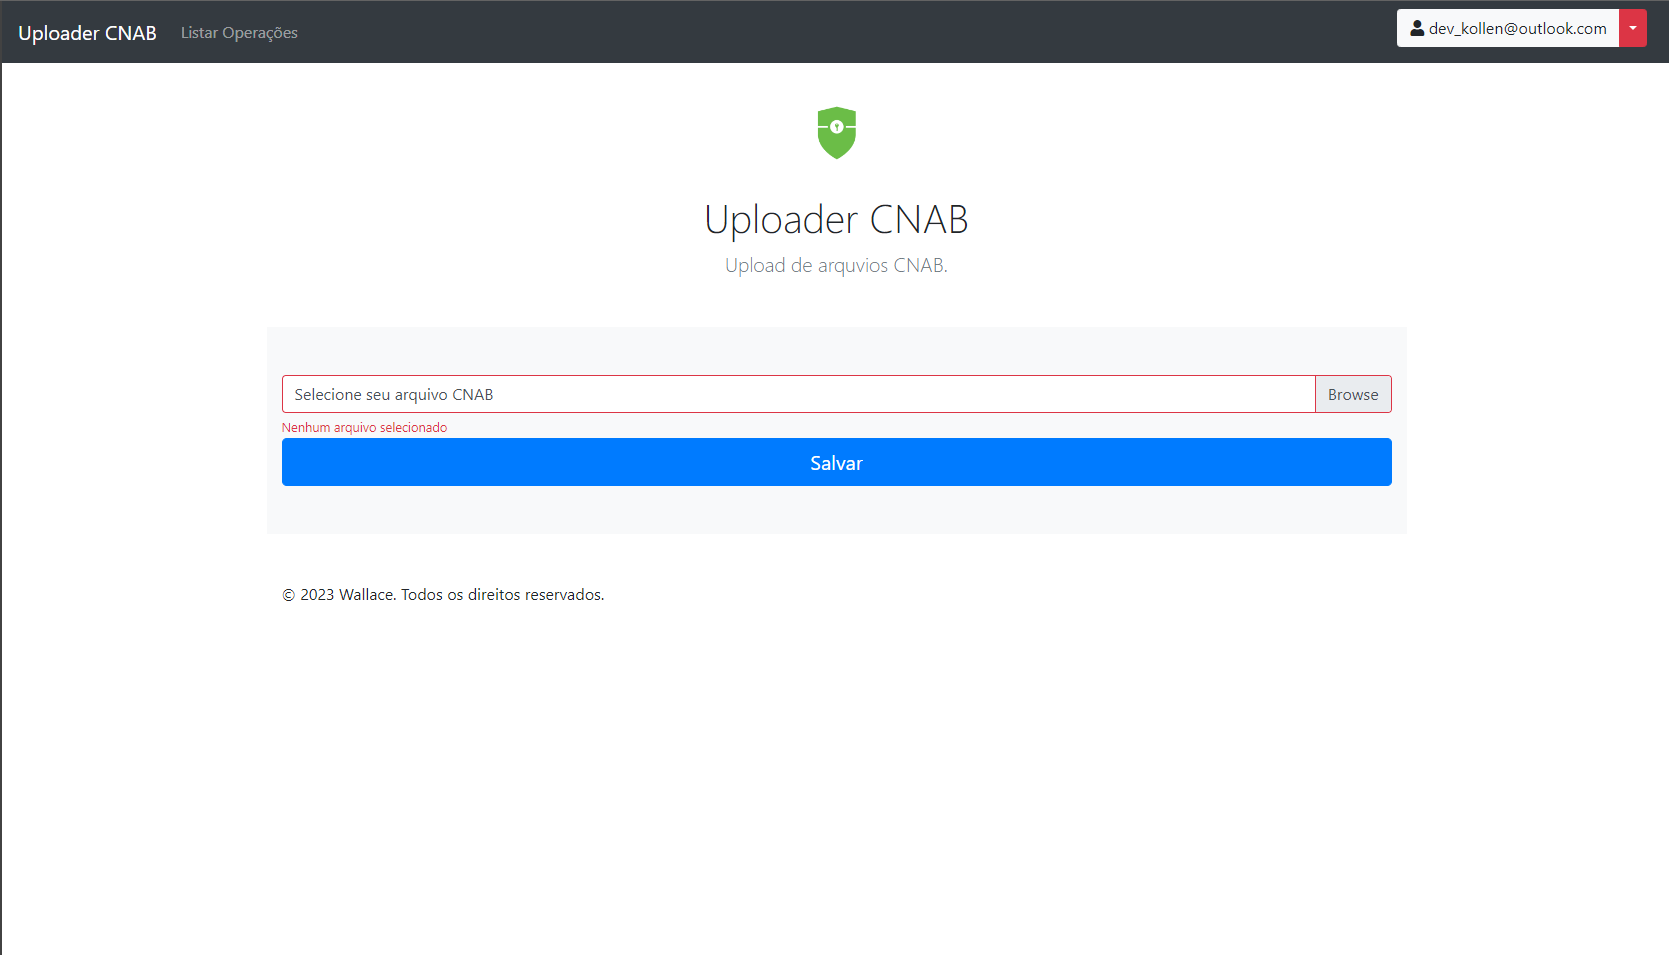 Uploader CNAB
Listar Operações
dev_kollen@outlook.com
Uploader CNAB
Upload de arquvios CNAB.
Selecione seu arquivo CNAB
Browse
Nenhum arquivo selecionado
Salvar
© 2023 Wallace. Todos os direitos reservados.